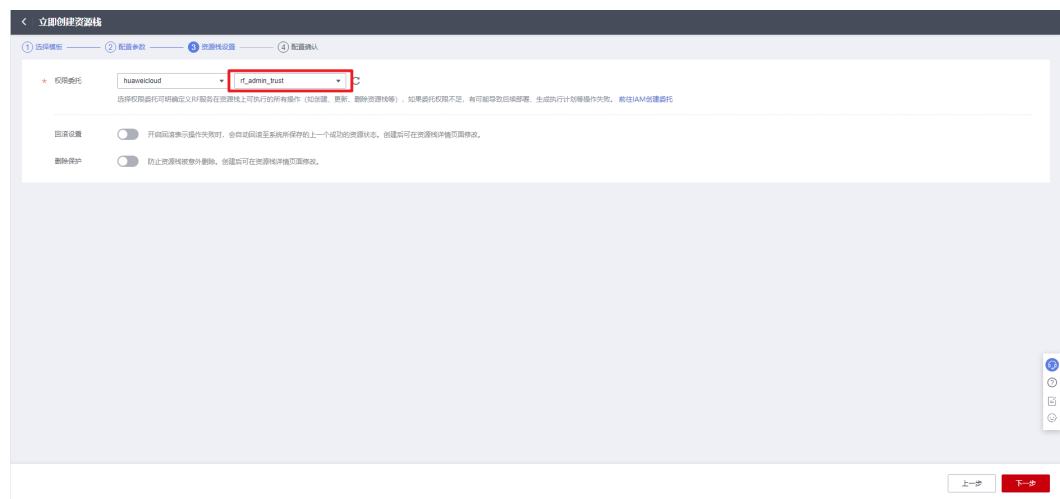 立即创建资源栈
1 选择模板 2 配置参数 3 资源栈设置 4 配置确认
* 权限委托 huaweicloud rf_admin_trust
选择权限委托可明确定义RF服务在资源栈上可执行的所有操作（如创建、更新、删除资源栈等），如果委托权限不足，有可能导致后续部署、生成执行计划等操作失败。 前往IAM创建委托
回滚设置 开启回滚表示操作失败时，会自动回滚至系统所保存的上一个成功的资源状态。创建后可在资源栈详情页面修改。
删除保护 防止资源栈被意外删除。创建后可在资源栈详情页面修改。
上一步 下一步